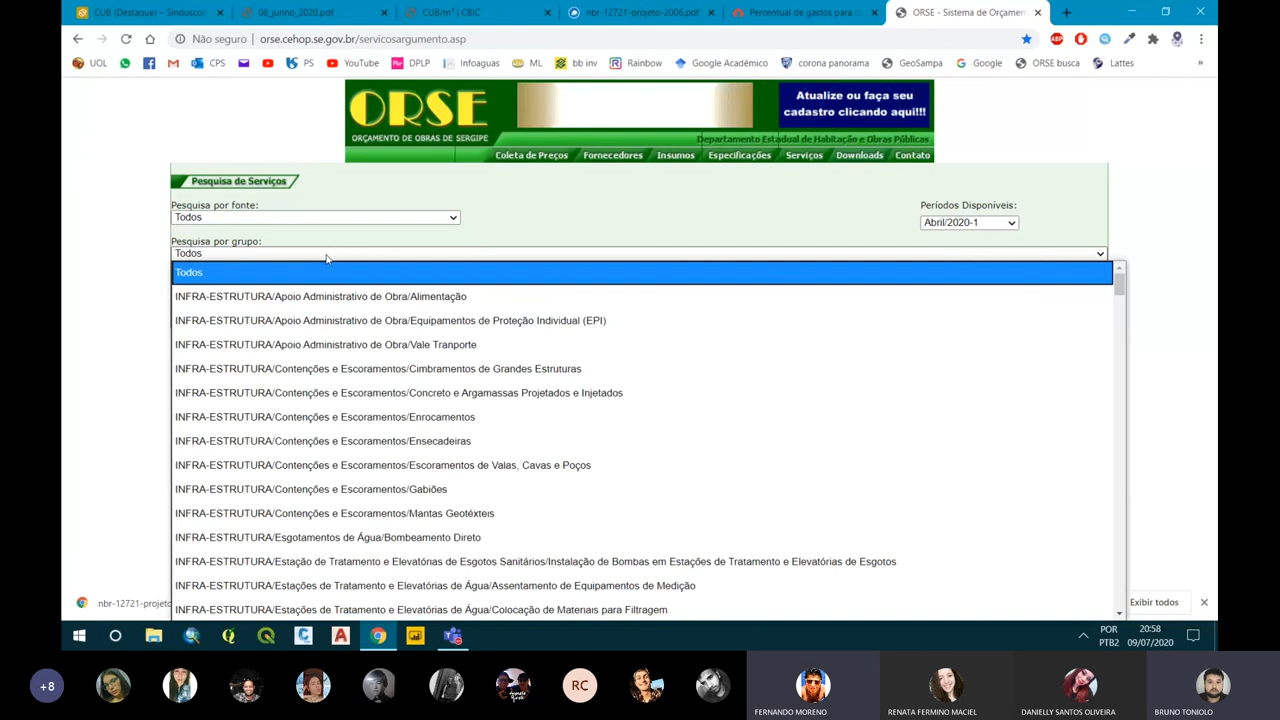 CUB (Destaque) – Sinduscon
06_junho_2020.pdf
CUB/m² | CBIC
nbr-12721-projeto-2006.pdf
Percentual de gastos para c
ORSE - Sistema de Orçamen
Não seguro
orse.cehop.se.gov.br/servicosargumento.asp
UOL
CPS
PS
YouTube
DPLP
Infoaguas
ML
bb inv
Rainbow
Google Acadêmico
corona panorama
GeoSampa
Google
ORSE busca
Lattes
»
ORSE
ORÇAMENTO DE OBRAS DE SERGIPE
Atualize ou faça seu
cadastro clicando aqui!!!
Departamento Estadual de Habitação e Obras Públicas
Coleta de Preços
Fornecedores
Insumos
Especificações
Serviços
Downloads
Contato
Pesquisa de Serviços
Pesquisa por fonte:
Períodos Disponíveis:
Todos
Abril/2020-1
Pesquisa por grupo:
Todos
Todos
INFRA-ESTRUTURA/Apoio Administrativo de Obra/Alimentação
INFRA-ESTRUTURA/Apoio Administrativo de Obra/Equipamentos de Proteção Individual (EPI)
INFRA-ESTRUTURA/Apoio Administrativo de Obra/Vale Tranporte
INFRA-ESTRUTURA/Contenções e Escoramentos/Cimbramentos de Grandes Estruturas
INFRA-ESTRUTURA/Contenções e Escoramentos/Concreto e Argamassas Projetados e Injetados
INFRA-ESTRUTURA/Contenções e Escoramentos/Enrocamentos
INFRA-ESTRUTURA/Contenções e Escoramentos/Ensecadeiras
INFRA-ESTRUTURA/Contenções e Escoramentos/Escoramentos de Valas, Cavas e Poços
INFRA-ESTRUTURA/Contenções e Escoramentos/Gabiões
INFRA-ESTRUTURA/Contenções e Escoramentos/Mantas Geotéxteis
INFRA-ESTRUTURA/Esgotamentos de Água/Bombeamento Direto
INFRA-ESTRUTURA/Estação de Tratamento e Elevatórias de Esgotos Sanitários/Instalação de Bombas em Estações de Tratamento e Elevatórias de Esgotos
INFRA-ESTRUTURA/Estações de Tratamento e Elevatórias de Água/Assentamento de Equipamentos de Medição
INFRA-ESTRUTURA/Estações de Tratamento e Elevatórias de Água/Colocação de Materiais para Filtragem
nbr-12721-projeto
Exibir todos
POR
PTB2
20:58
09/07/2020
+8
RC
FERNANDO MORENO
RENATA FERMINO MACIEL
DANIELLY SANTOS OLIVEIRA
BRUNO TONIOLO